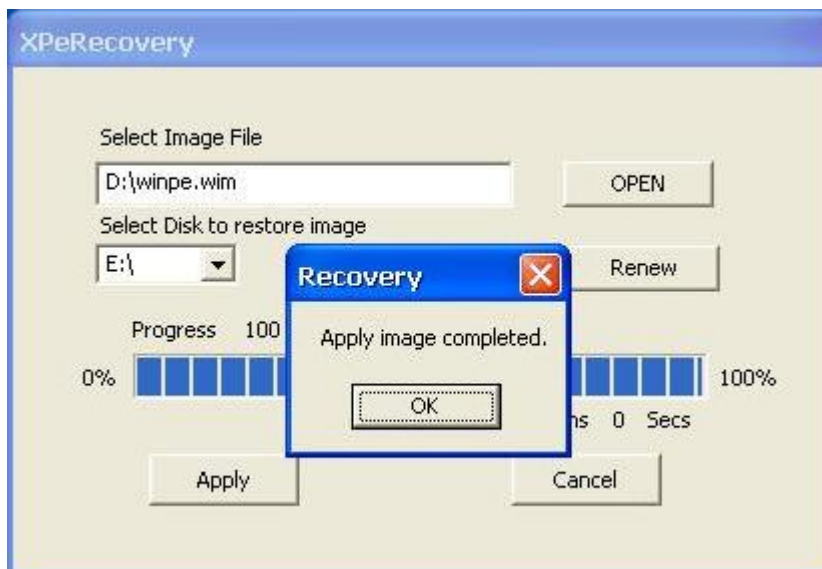 XPeRecovery
Select Image File
D:\winpe.wim
OPEN
Select Disk to restore image
E:\
Renew
Recovery
Apply image completed.
OK
Progress 100
0%
100%
0 Secs
Apply
Cancel